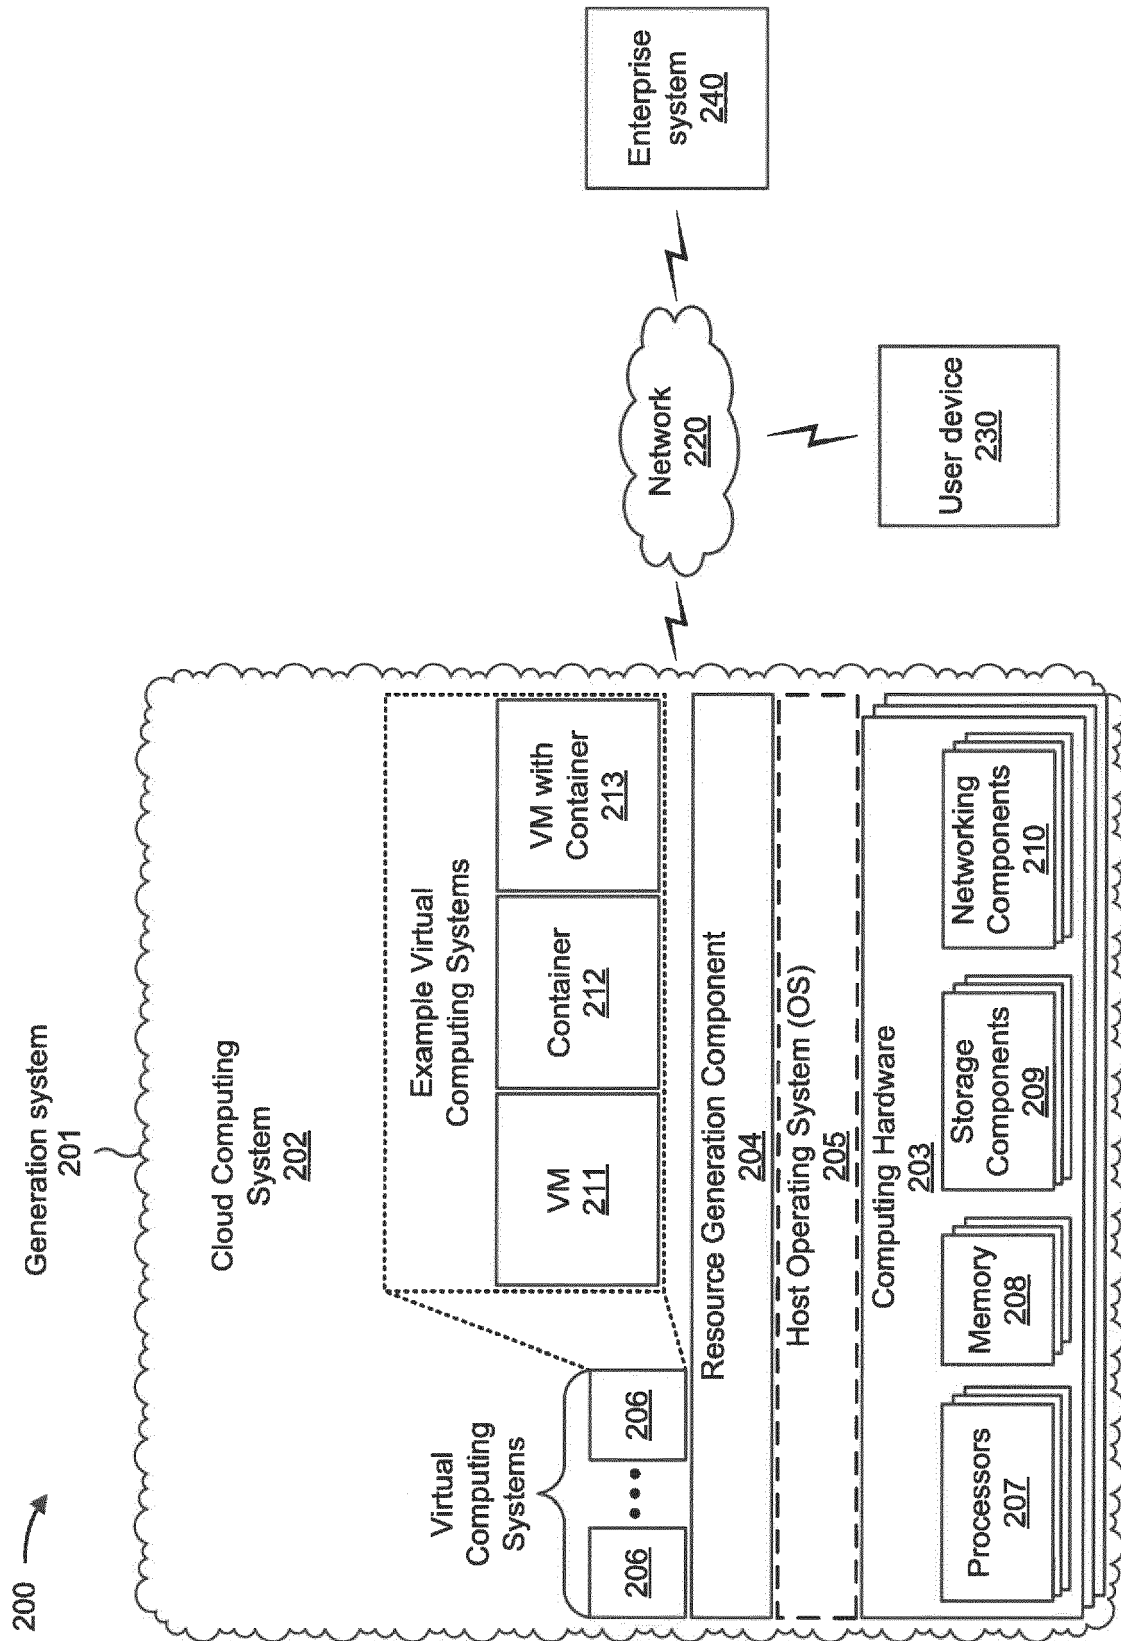 200
Generation system
201
Cloud Computing
System
202
Virtual
Computing
Systems
206
206
Example Virtual
Computing Systems
VM
211
Container
212
VM with
Container
213
Resource Generation Component
204
Host Operating System (OS)
205
Computing Hardware
203
Processors
207
Memory
208
Storage
Components
209
Networking
Components
210
Network
220
User device
230
Enterprise
system
240